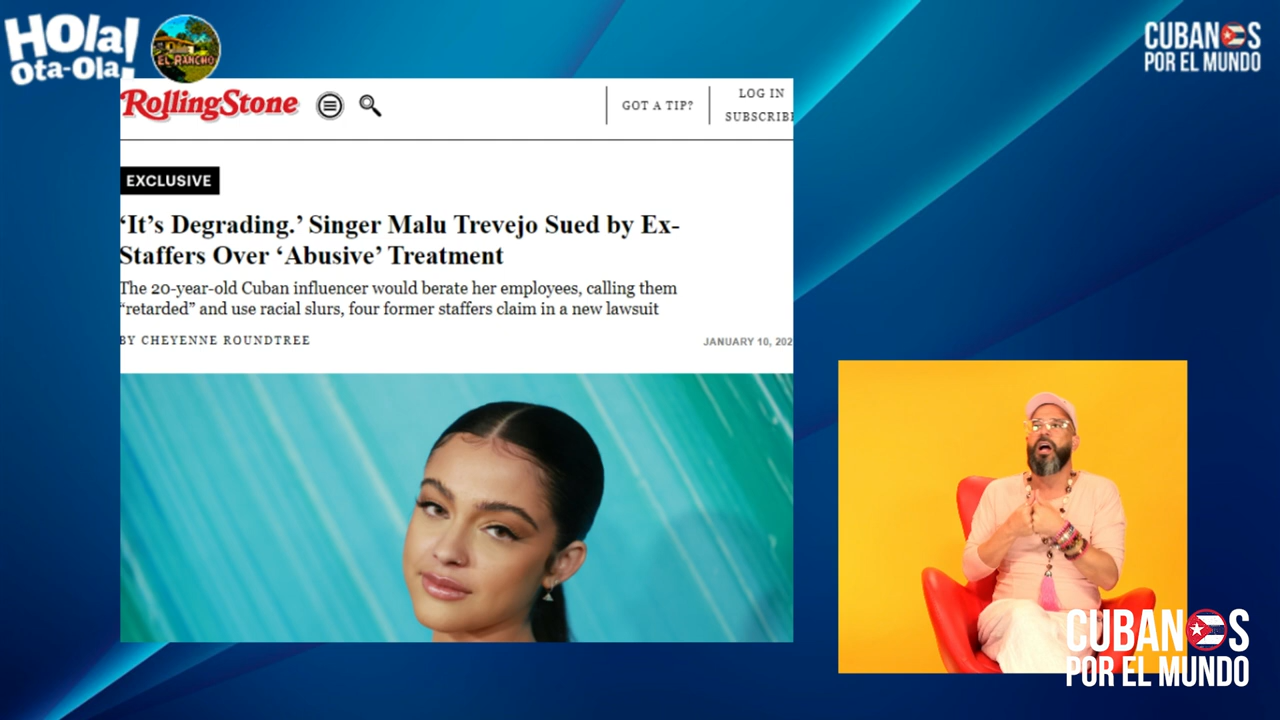 Hola!
Ota-Ola!
EL RANCHO
CUBANOS
POR EL MUNDO
RollingStone
GOT A TIP?
LOG IN
SUBSCRIBE
EXCLUSIVE
‘It’s Degrading.’ Singer Malu Trevejo Sued by Ex-
Staffers Over ‘Abusive’ Treatment
The 20-year-old Cuban influencer would berate her employees, calling them
“retarded” and use racial slurs, four former staffers claim in a new lawsuit
BY CHEYENNE ROUNDTREE
JANUARY 10, 202
CUBANOS
POR EL MUNDO